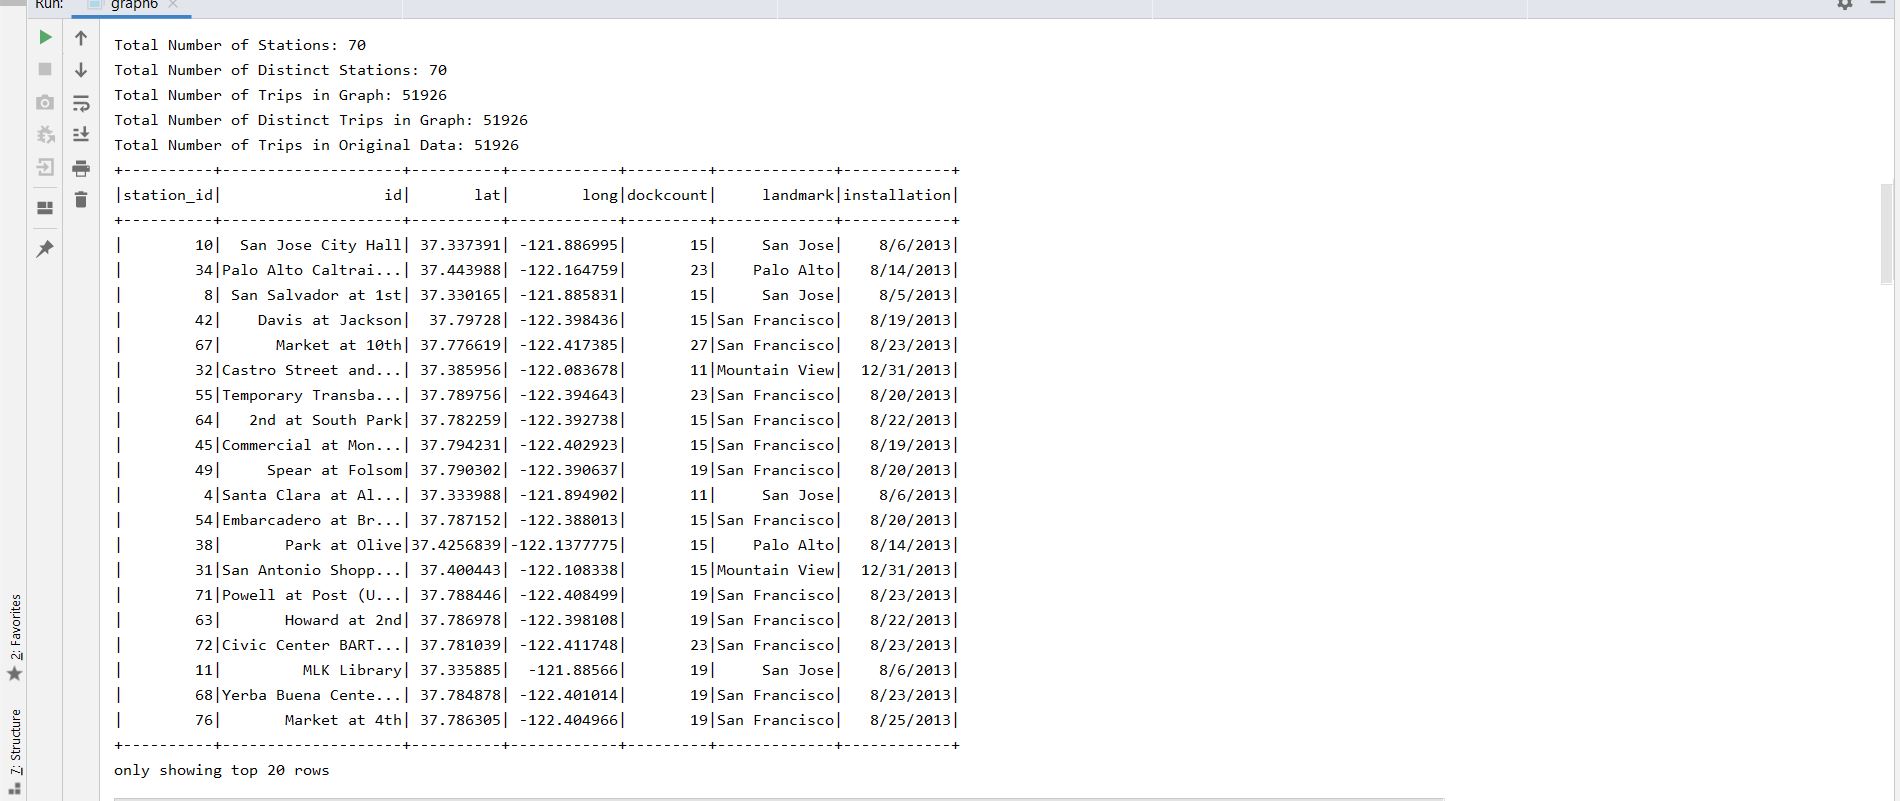 Run: graph6
Total Number of Stations: 70
Total Number of Distinct Stations: 70
Total Number of Trips in Graph: 51926
Total Number of Distinct Trips in Graph: 51926
Total Number of Trips in Original Data: 51926
+----------+--------------------+----------+------------+---------+-------------+------------+
|station_id|                  id|       lat|        long|dockcount|     landmark|installation|
+----------+--------------------+----------+------------+---------+-------------+------------+
|        10|  San Jose City Hall| 37.337391| -121.886995|       15|     San Jose|    8/6/2013|
|        34|Palo Alto Caltrai...| 37.443988| -122.164759|       23|    Palo Alto|   8/14/2013|
|         8| San Salvador at 1st| 37.330165| -121.885831|       15|     San Jose|    8/5/2013|
|        42|    Davis at Jackson|  37.79728| -122.398436|       15|San Francisco|   8/19/2013|
|        67|      Market at 10th| 37.776619| -122.417385|       27|San Francisco|   8/23/2013|
|        32|Castro Street and...| 37.385956| -122.083678|       11|Mountain View|  12/31/2013|
|        55|Temporary Transba...| 37.789756| -122.394643|       23|San Francisco|   8/20/2013|
|        64|   2nd at South Park| 37.782259| -122.392738|       15|San Francisco|   8/22/2013|
|        45|Commercial at Mon...| 37.794231| -122.402923|       15|San Francisco|   8/19/2013|
|        49|     Spear at Folsom| 37.790302| -122.390637|       19|San Francisco|   8/20/2013|
|         4|Santa Clara at Al...| 37.333988| -121.894902|       11|     San Jose|    8/6/2013|
|        54|Embarcadero at Br...| 37.787152| -122.388013|       15|San Francisco|   8/20/2013|
|        38|       Park at Olive|37.4256839|-122.1377775|       15|    Palo Alto|   8/14/2013|
|        31|San Antonio Shopp...| 37.400443| -122.108338|       15|Mountain View|  12/31/2013|
|        71|Powell at Post (U...| 37.788446| -122.408499|       19|San Francisco|   8/23/2013|
|        63|       Howard at 2nd| 37.786978| -122.398108|       19|San Francisco|   8/22/2013|
|        72|Civic Center BART...| 37.781039| -122.411748|       23|San Francisco|   8/23/2013|
|        11|         MLK Library| 37.335885|  -121.88566|       19|     San Jose|    8/6/2013|
|        68|Yerba Buena Cente...| 37.784878| -122.401014|       19|San Francisco|   8/23/2013|
|        76|       Market at 4th| 37.786305| -122.404966|       19|San Francisco|   8/25/2013|
+----------+--------------------+----------+------------+---------+-------------+------------+
only showing top 20 rows
2: Favorites
7: Structure